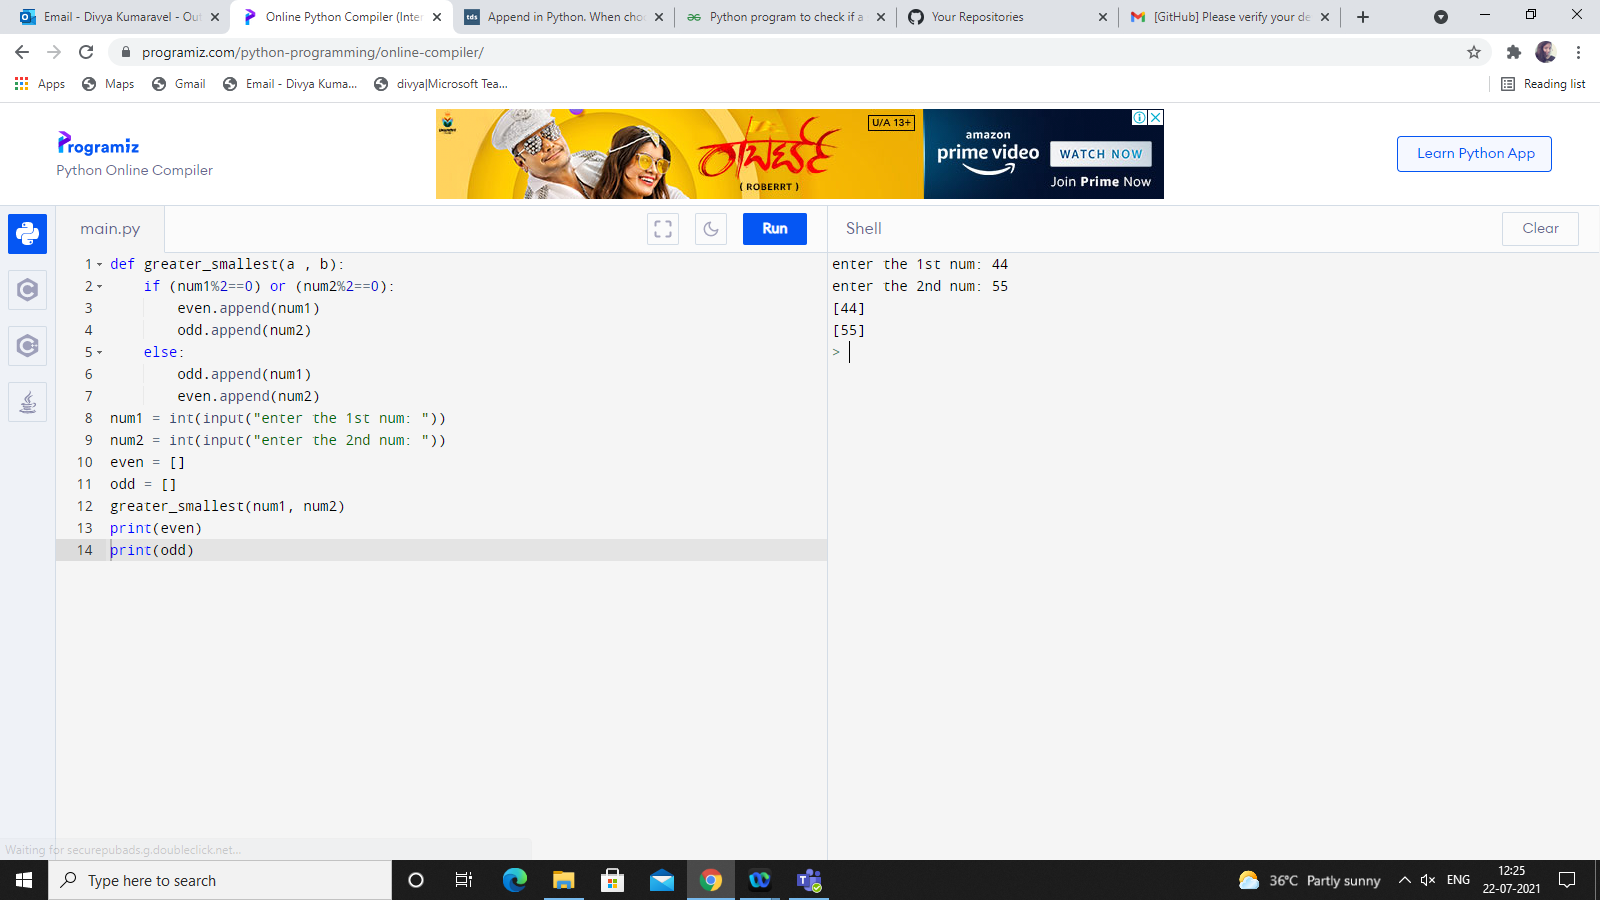 Email - Divya Kumaravel - Out
Online Python Compiler (Inter
tds Append in Python. When cho
Python program to check if a
Your Repositories
[GitHub] Please verify your de
programiz.com/python-programming/online-compiler/
Apps
Maps
Gmail
Email - Divya Kuma...
divya|Microsoft Tea...
Reading list
Programiz
Python Online Compiler
ರಾಬರ್ಟ್
( ROBERRT )
U/A 13+
amazon
prime video
WATCH NOW
Join Prime Now
Learn Python App
main.py
Run
Shell
Clear
1 def greater_smallest(a , b):
2 if (num1%2==0) or (num2%2==0):
3 even.append(num1)
4 odd.append(num2)
5 else:
6 odd.append(num1)
7 even.append(num2)
8 num1 = int(input("enter the 1st num: "))
9 num2 = int(input("enter the 2nd num: "))
10 even = []
11 odd = []
12 greater_smallest(num1, num2)
13 print(even)
14 print(odd)
enter the 1st num: 44
enter the 2nd num: 55
[44]
[55]
>
Waiting for securepubads.g.doubleclick.net...
Type here to search
36°C Partly sunny
ENG
12:25
22-07-2021